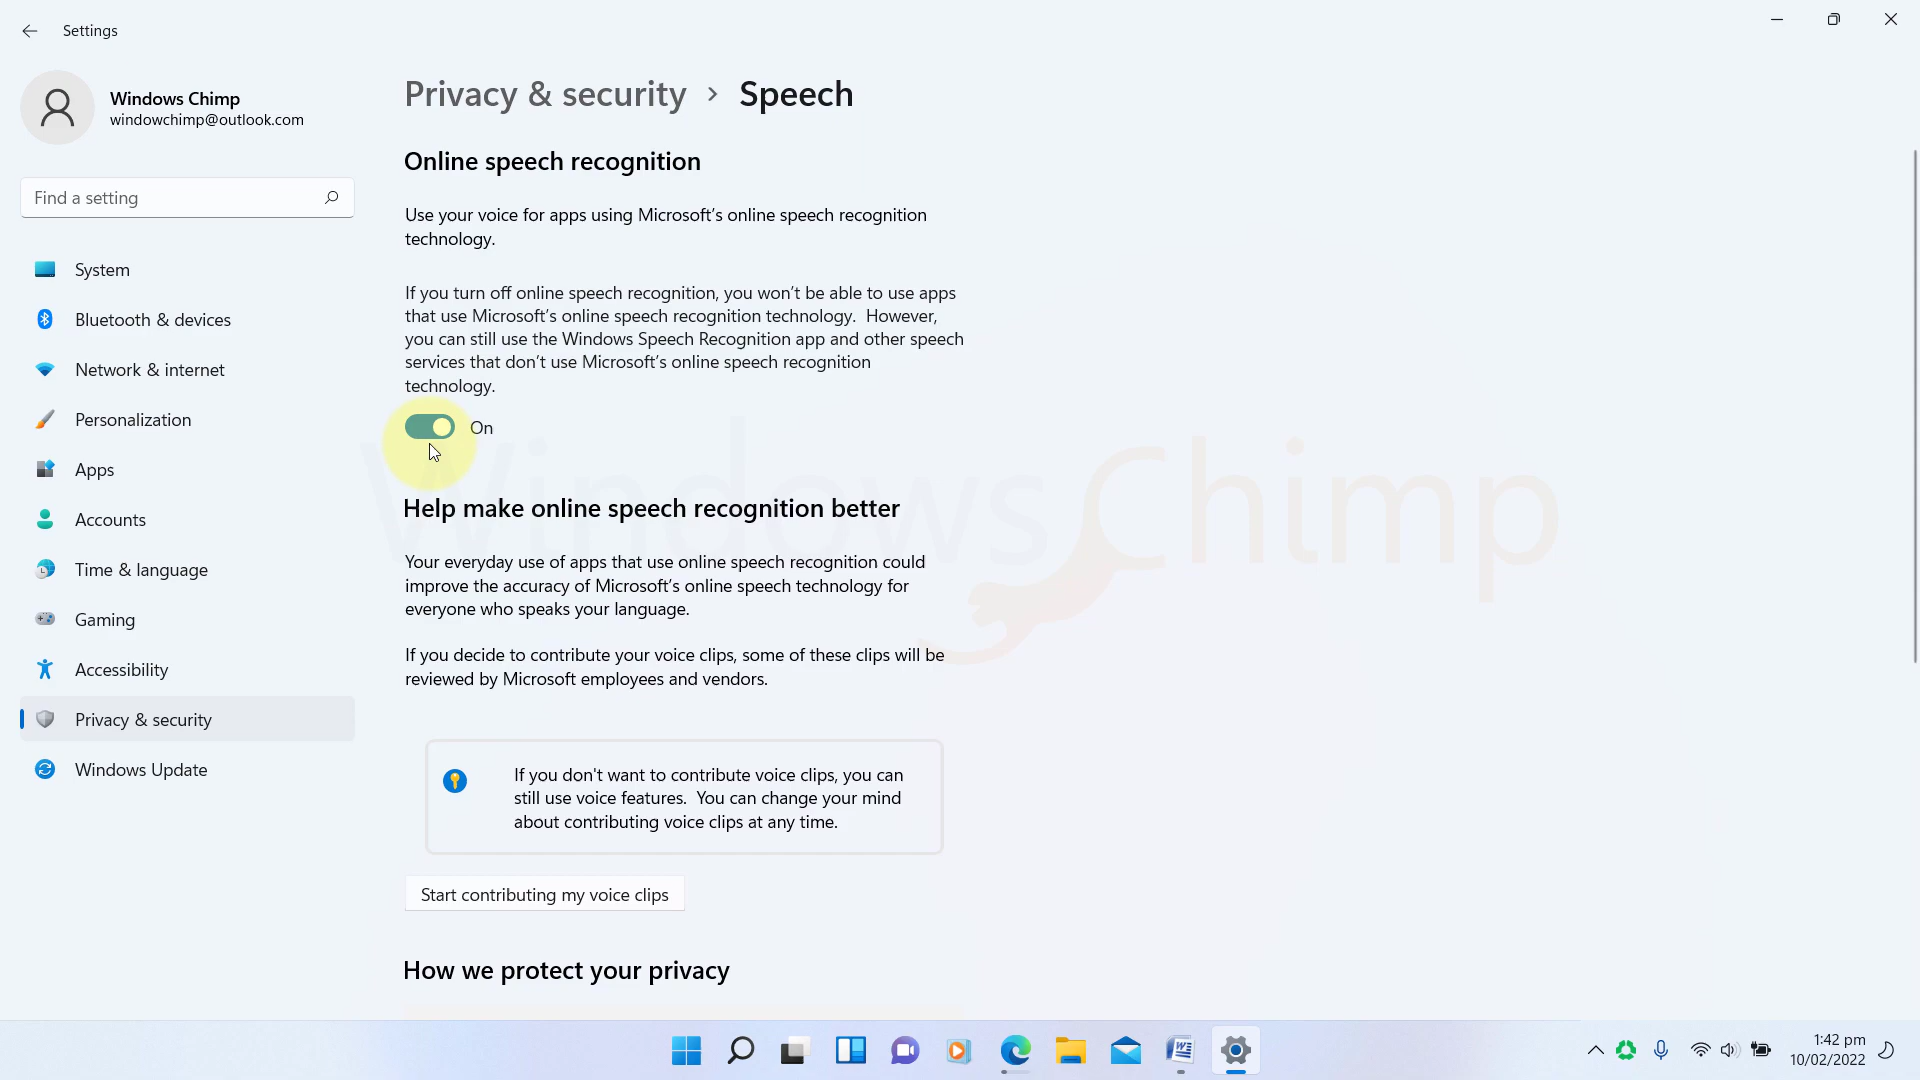 Settings
Windows Chimp
windowchimp@outlook.com
Find a setting
System
Bluetooth & devices
Network & internet
Personalization
Apps
Accounts
Time & language
Gaming
Accessibility
Privacy & security
Windows Update
Privacy & security > Speech
Online speech recognition
Use your voice for apps using Microsoft's online speech recognition
technology.
If you turn off online speech recognition, you won't be able to use apps
that use Microsoft's online speech recognition technology. However,
you can still use the Windows Speech Recognition app and other speech
services that don't use Microsoft's online speech recognition
technology.
On
Windows Chimp
Help make online speech recognition better
Your everyday use of apps that use online speech recognition could
improve the accuracy of Microsoft's online speech technology for
everyone who speaks your language.
If you decide to contribute your voice clips, some of these clips will be
reviewed by Microsoft employees and vendors.
If you don't want to contribute voice clips, you can
still use voice features. You can change your mind
about contributing voice clips at any time.
Start contributing my voice clips
How we protect your privacy
1:42 pm
10/02/2022